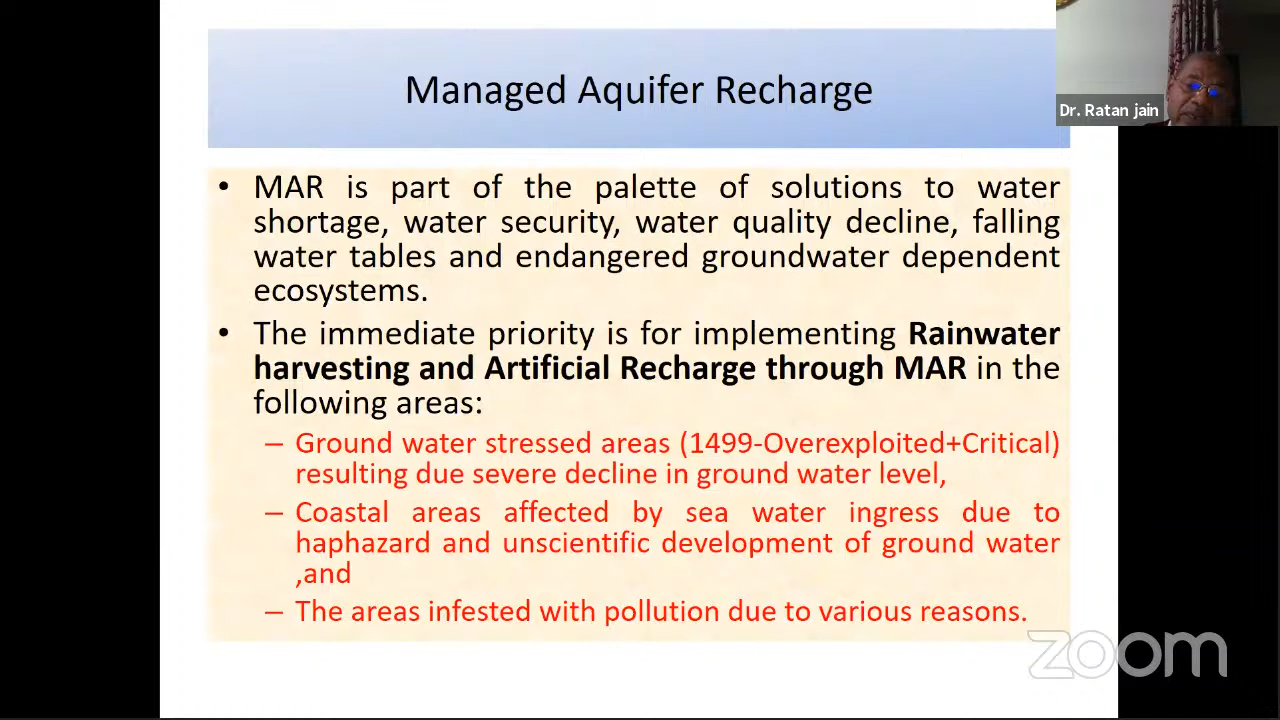 Managed Aquifer Recharge
Dr. Ratan jain
• MAR is part of the palette of solutions to water
shortage, water security, water quality decline, falling
water tables and endangered groundwater dependent
ecosystems.
• The immediate priority is for implementing Rainwater
harvesting and Artificial Recharge through MAR in the
following areas:
– Ground water stressed areas (1499-Overexploited+Critical)
resulting due severe decline in ground water level,
– Coastal areas affected by sea water ingress due to
haphazard and unscientific development of ground water
,and
– The areas infested with pollution due to various reasons.
zoom